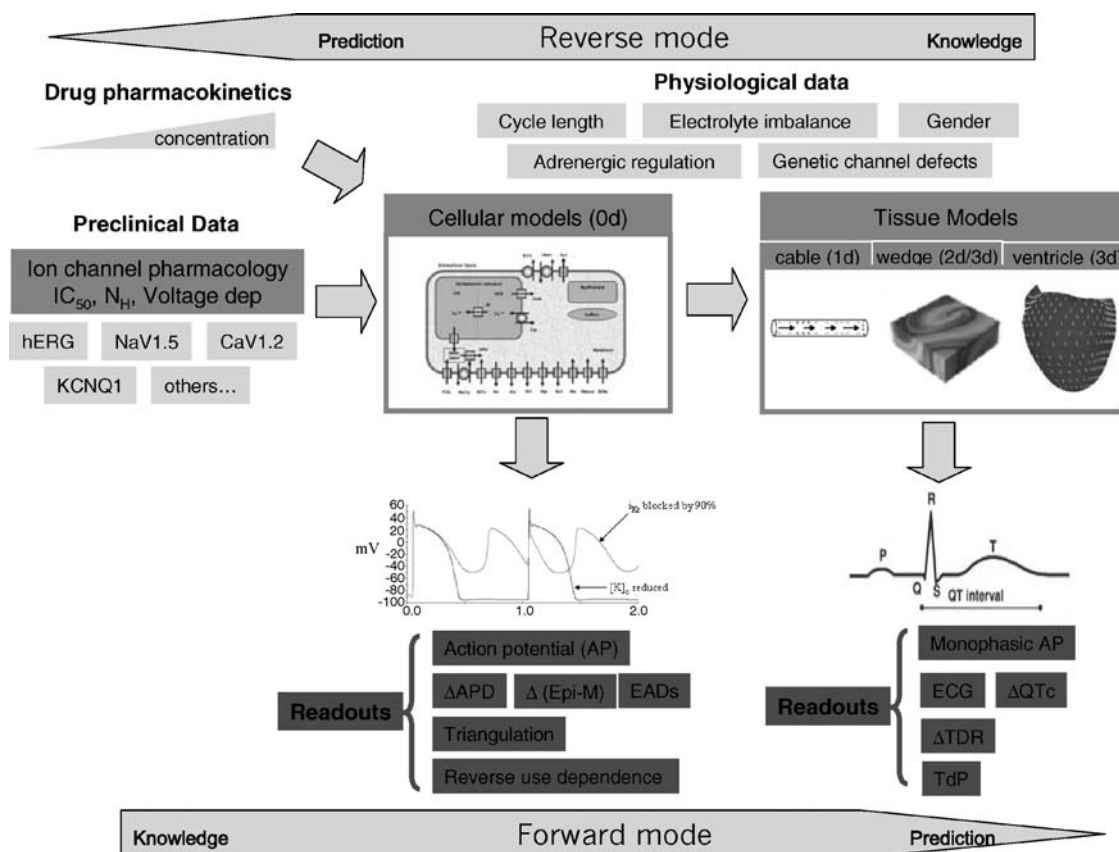 Prediction Reverse mode Knowledge
Drug pharmacokinetics
concentration
Physiological data
Cycle length Electrolyte imbalance Gender
Adrenergic regulation Genetic channel defects
Preclinical Data
Ion channel pharmacology
IC50, NH, Voltage dep
hERG NaV1.5 CaV1.2
KCNQ1 others...
Cellular models (0d)
Tissue Models
cable (1d) wedge (2d/3d) ventricle (3d)
mV
60
40
20
0
-20
-40
-60
-80
-100
0.0 1.0 2.0
iKr blocked by 90%
[K]o reduced
R
P T
Q S
QT interval
Readouts
Action potential (AP)
ΔAPD Δ (Epi-M) EADs
Triangulation
Reverse use dependence
Readouts
Monophasic AP
ECG ΔQTc
ΔTDR
TdP
Knowledge Forward mode Prediction